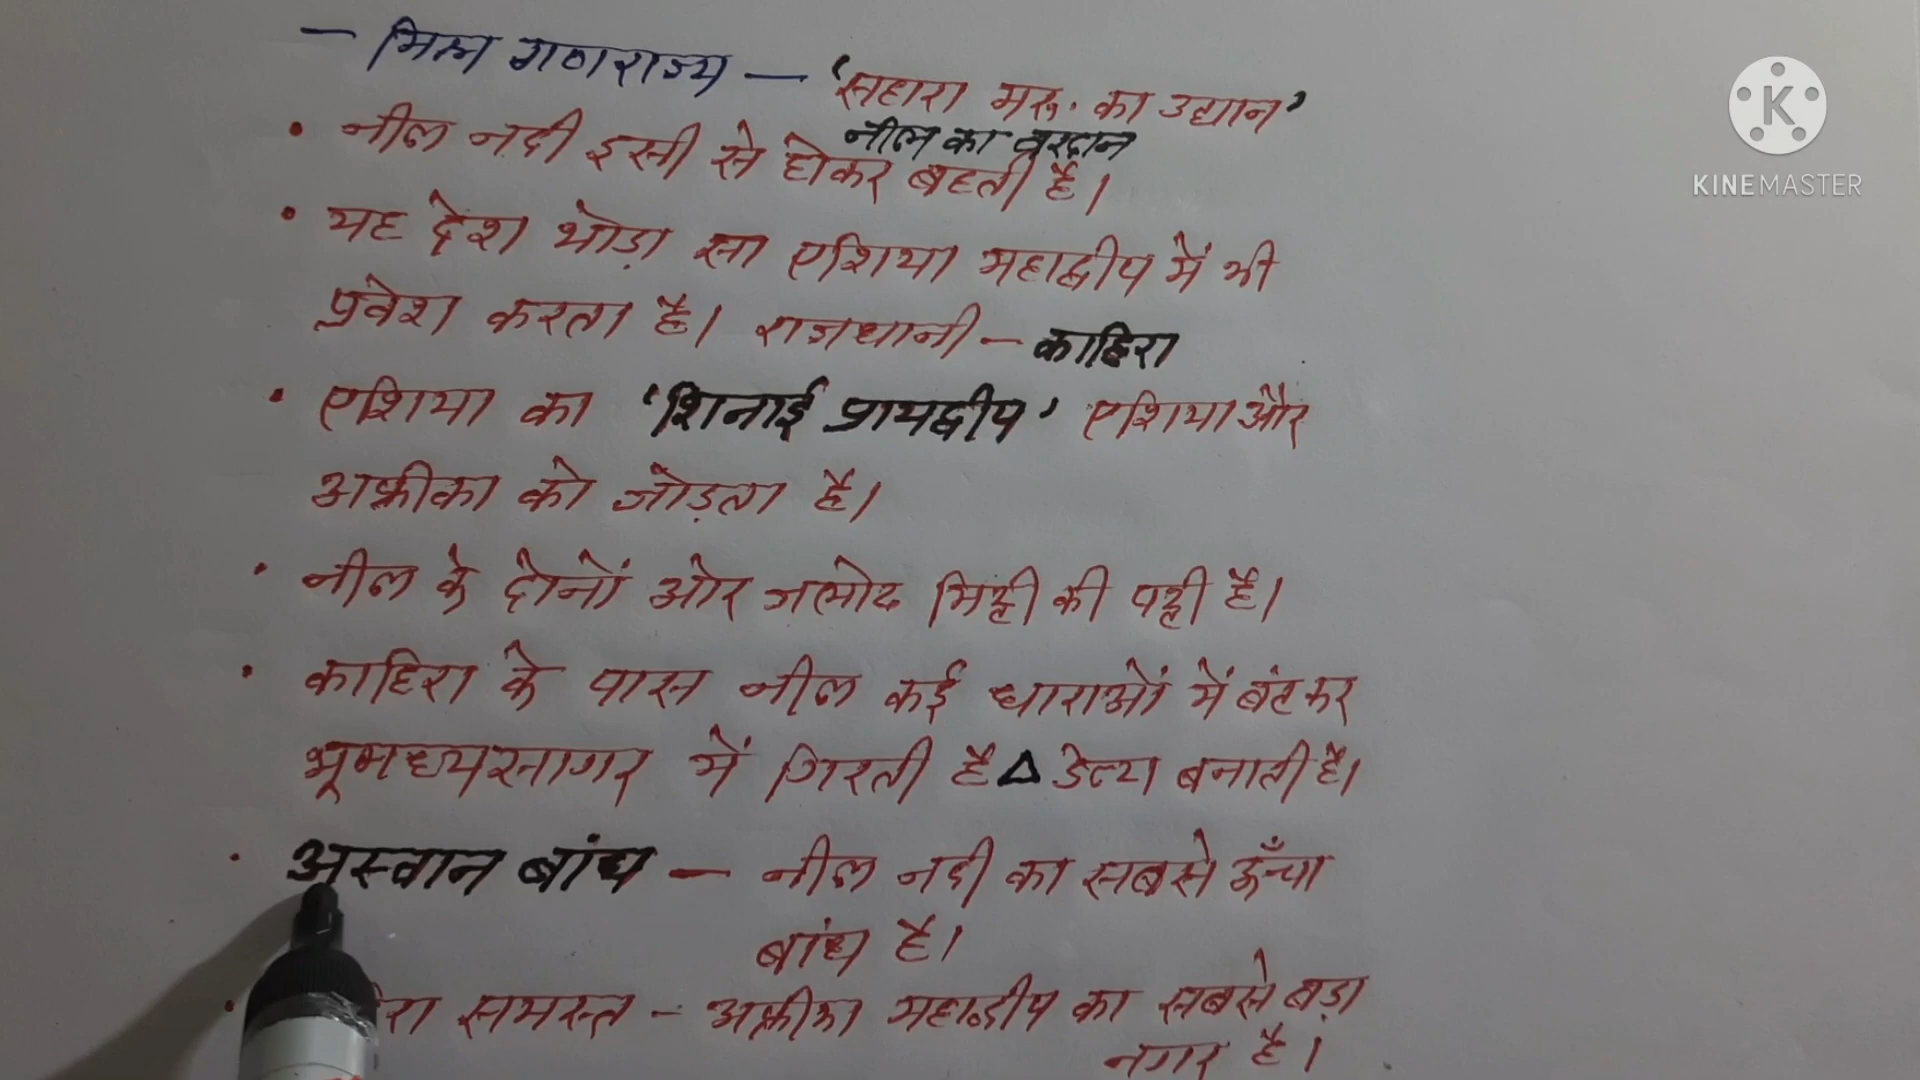 – मिस्र गणराज्य – 'सहारा मरु. का उद्यान'
नील का वरदान
• नील नदी इसी से होकर बहती है।
• यह देश थोड़ा सा एशिया महाद्वीप में भी
प्रवेश करता है। राजधानी – काहिरा
• एशिया का 'शिनाई प्रायद्वीप' एशिया और
अफ्रीका को जोड़ता है।
• नील के दोनों ओर जलोढ मिट्टी की पट्टी है।
• काहिरा के पास नील कई धाराओं में बंटकर
भूमध्यसागर में गिरती है Δ डेल्टा बनाती है।
• अस्वान बांध – नील नदी का सबसे ऊँचा
बांध है।
• रा समस्त – अफ्रीका महाद्वीप का सबसे बड़ा
नगर है।
K
KINEMASTER